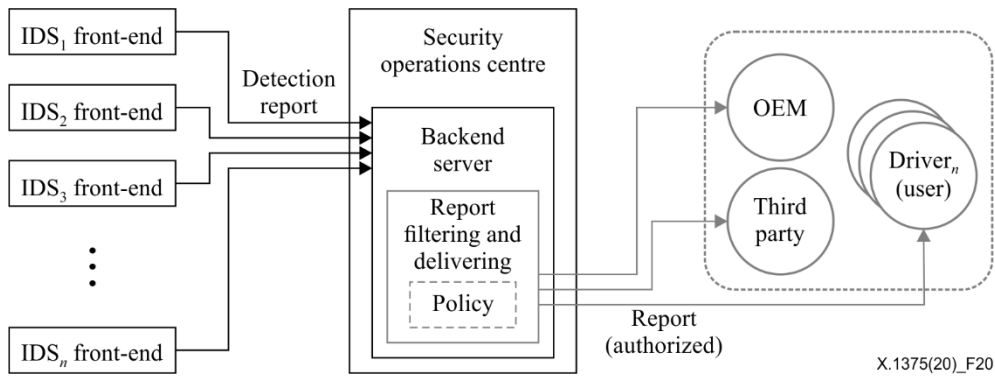 IDS1 front-end
IDS2 front-end
IDS3 front-end
IDSn front-end
Detection
report
Security
operations centre
Backend
server
Report
filtering and
delivering
Policy
OEM
Third
party
Drivern
(user)
Report
(authorized)
X.1375(20)_F20